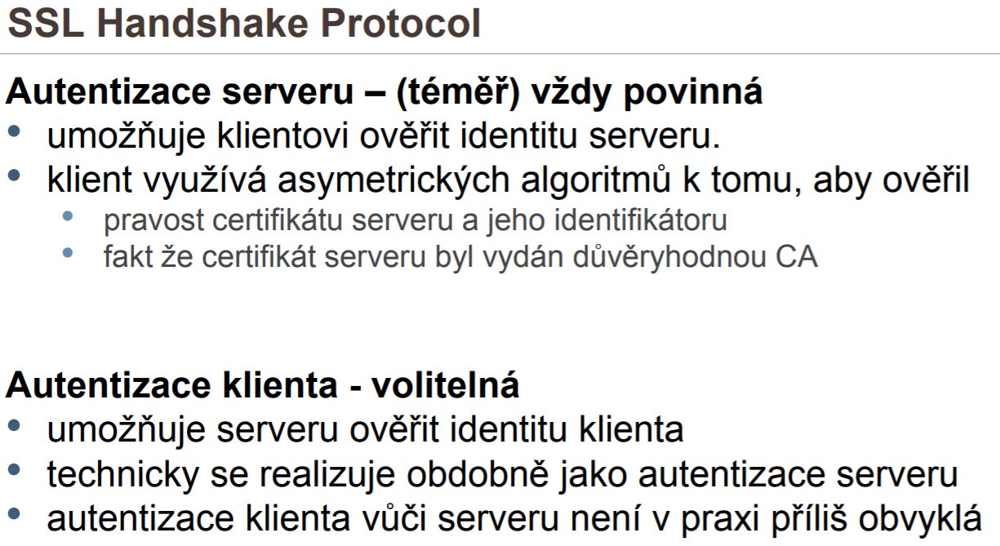 SSL Handshake Protocol
Autentizace serveru – (téměř) vždy povinná
• umožňuje klientovi ověřit identitu serveru.
• klient využívá asymetrických algoritmů k tomu, aby ověřil
• pravost certifikátu serveru a jeho identifikátoru
• fakt že certifikát serveru byl vydán důvěryhodnou CA
Autentizace klienta - volitelná
• umožňuje serveru ověřit identitu klienta
• technicky se realizuje obdobně jako autentizace serveru
• autentizace klienta vůči serveru není v praxi příliš obvyklá